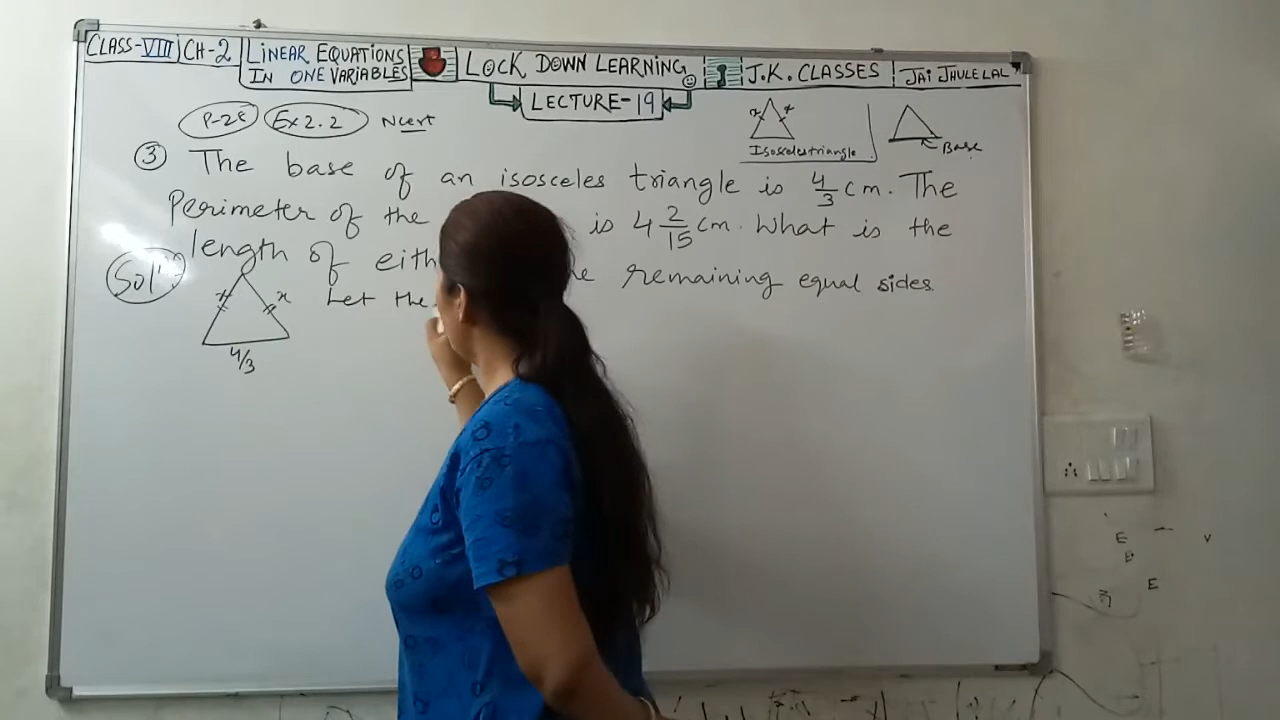 CLASS-VIII CH-2 LINEAR EQUATIONS IN ONE VARIABLES LOCK DOWN LEARNING J.K. CLASSES JAI JHULELAL
LECTURE-19
Ex 2.2 Ncert
x x
Isosceles triangle
Base
③ The base of an isosceles triangle is 4/3 cm. The
Perimeter of the is 4 2/15 cm. What is the
length of remaining equal sides.
Sol:
x x
4/3
Let the